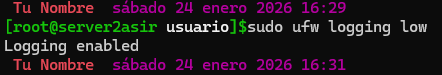 Tu Nombre sábado 24 enero 2026 16:29
[root@server2asir usuario]$sudo ufw logging low
Logging enabled
Tu Nombre sábado 24 enero 2026 16:31